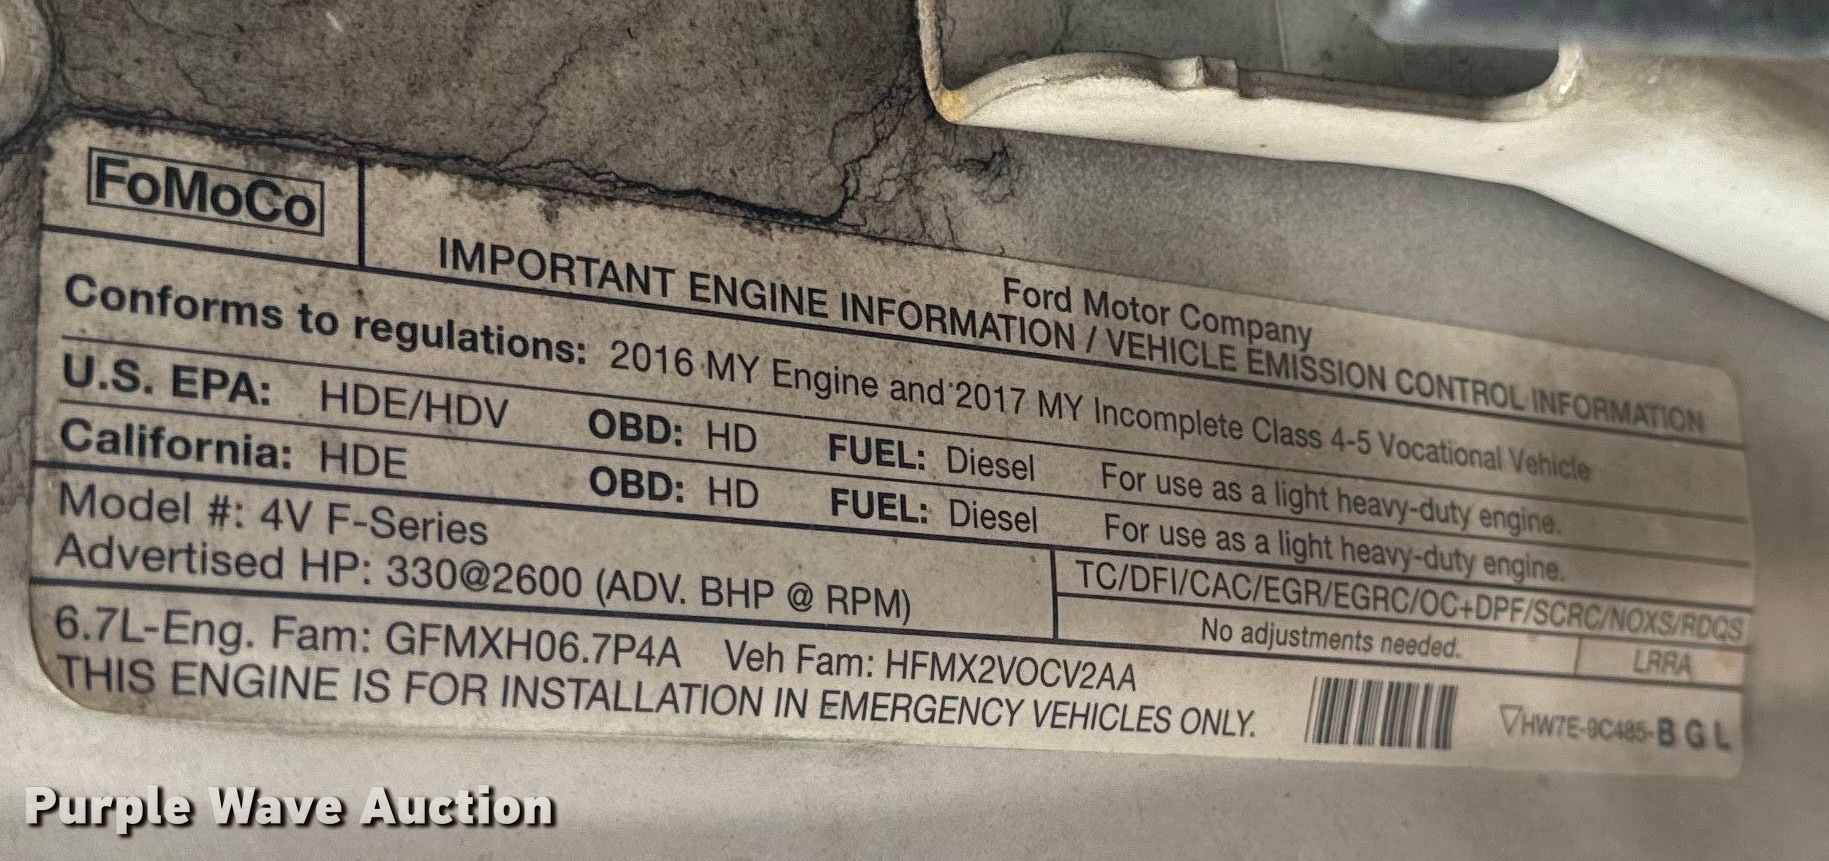 FoMoCo
Ford Motor Company
IMPORTANT ENGINE INFORMATION / VEHICLE EMISSION CONTROL INFORMATION
Conforms to regulations: 2016 MY Engine and 2017 MY Incomplete Class 4-5 Vocational Vehicle
U.S. EPA: HDE/HDV OBD: HD FUEL: Diesel For use as a light heavy-duty engine.
California: HDE OBD: HD FUEL: Diesel For use as a light heavy-duty engine.
Model #: 4V F-Series
TC/DFI/CAC/EGR/EGRC/OC+DPF/SCRC/NOXS/RDQS
Advertised HP: 330@2600 (ADV. BHP @ RPM)
No adjustments needed.
LRRA
6.7L-Eng. Fam: GFMXH06.7P4A Veh Fam: HFMX2VOCV2AA
THIS ENGINE IS FOR INSTALLATION IN EMERGENCY VEHICLES ONLY.
HW7E-9C485-B G L
Purple Wave Auction